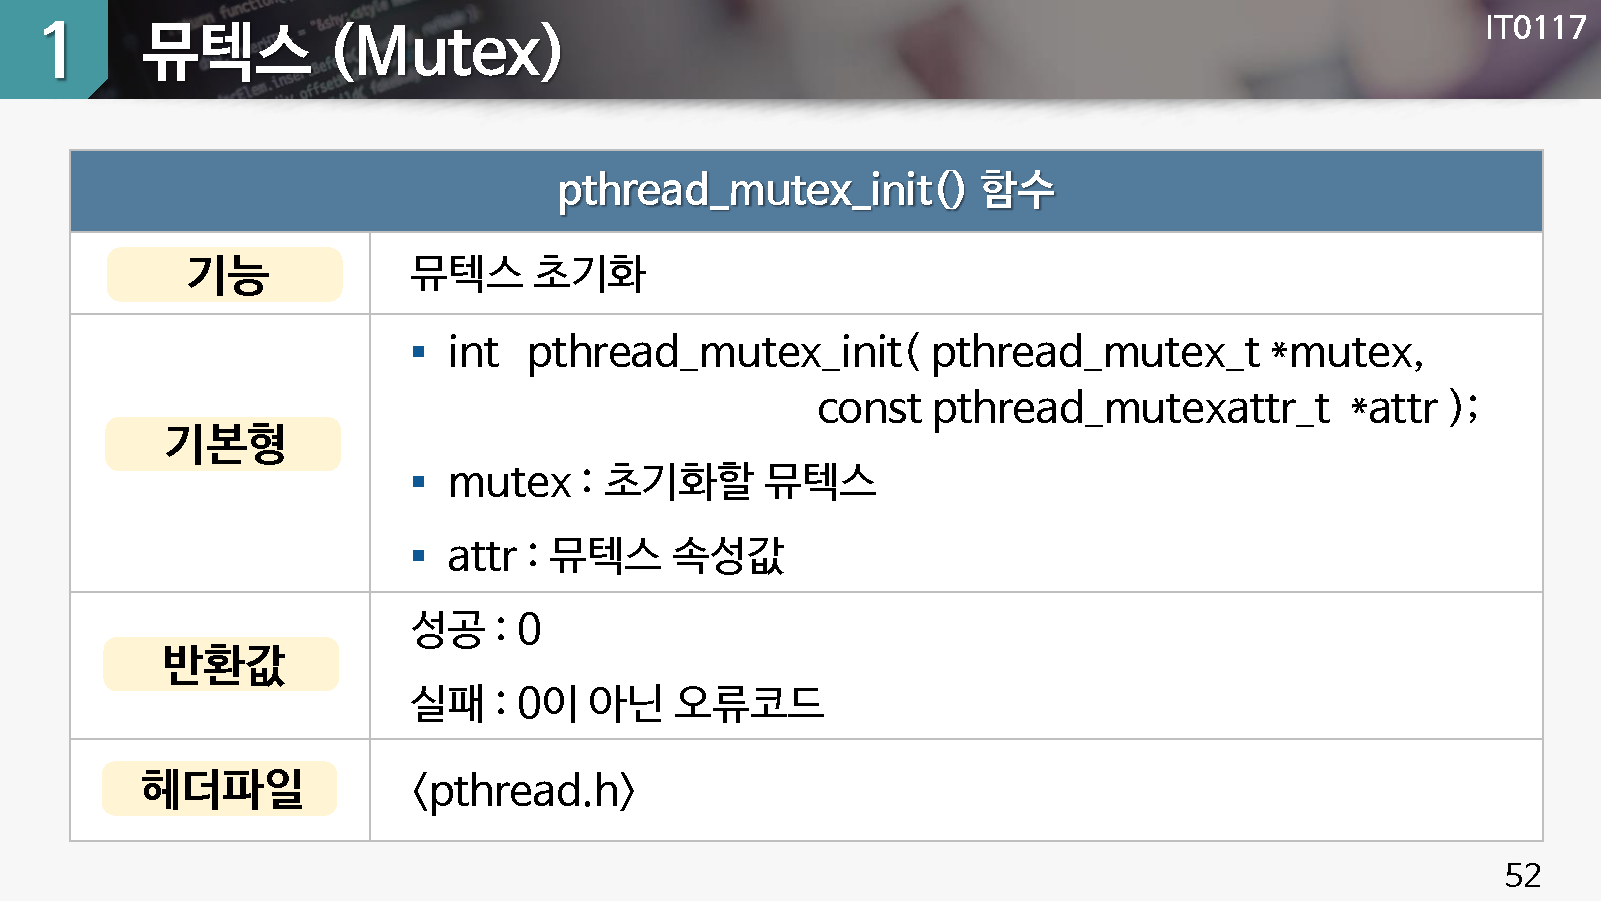 1 뮤텍스 (Mutex)
IT0117
pthread_mutex_init() 함수
기능
뮤텍스 초기화
기본형
▪ int pthread_mutex_init( pthread_mutex_t *mutex,
const pthread_mutexattr_t *attr );
▪ mutex : 초기화할 뮤텍스
▪ attr : 뮤텍스 속성값
반환값
성공 : 0
실패 : 0이 아닌 오류코드
헤더파일
<pthread.h>
52